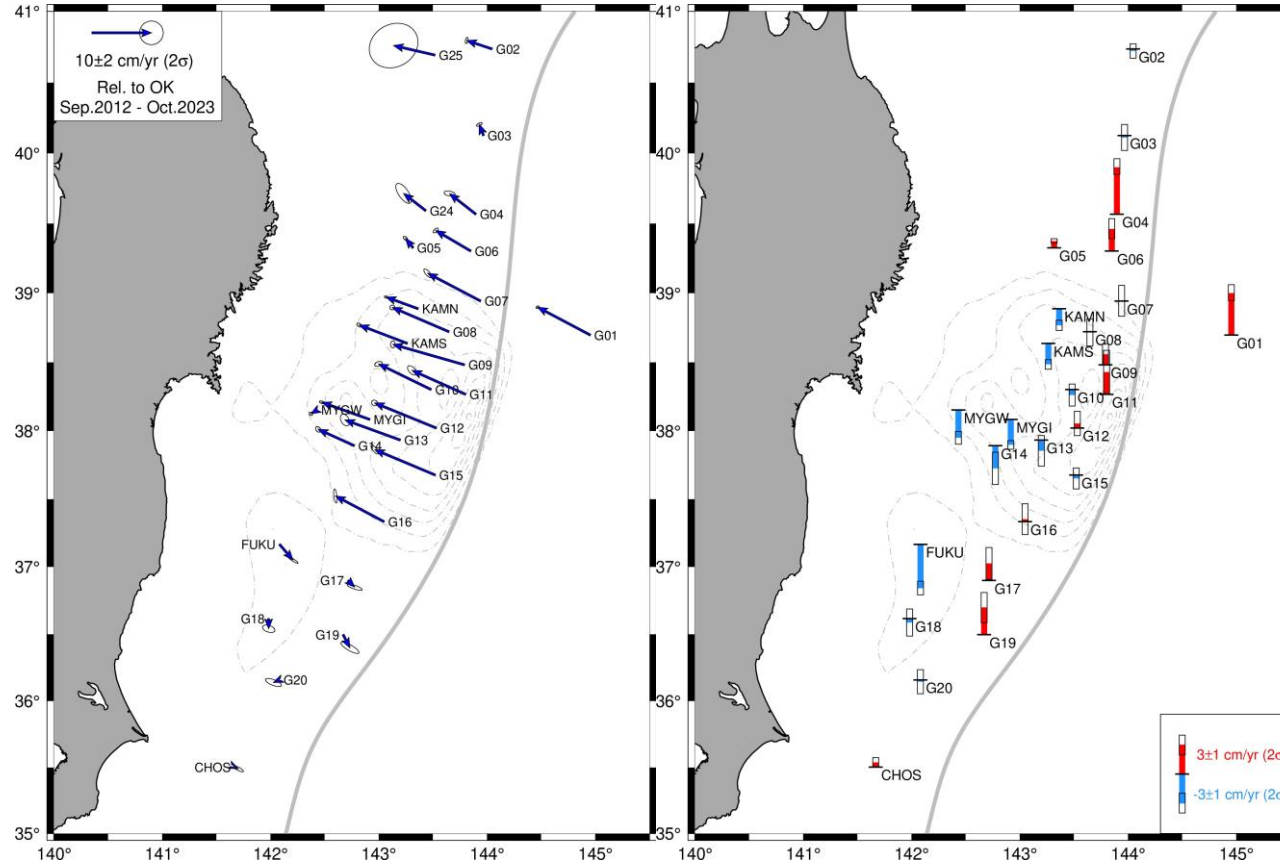 41°
40°
39°
38°
37°
36°
35°
140°
141°
142°
143°
144°
145°
10±2 cm/yr (2σ)
Rel. to OK
Sep.2012 - Oct.2023
G25
G02
G03
G24
G04
G05
G06
G07
KAMN
G08
G01
KAMS
G09
G10
G11
MYGW
MYGI
G12
G13
G14
G15
G16
FUKU
G17
G18
G19
G20
CHOS
41°
40°
39°
38°
37°
36°
35°
140°
141°
142°
143°
144°
145°
G02
G03
G04
G05
G06
G07
KAMN
G08
G01
KAMS
G09
G10
G11
MYGW
MYGI
G12
G13
G14
G15
G16
FUKU
G17
G18
G19
G20
CHOS
3±1 cm/yr (2σ
-3±1 cm/yr (2σ